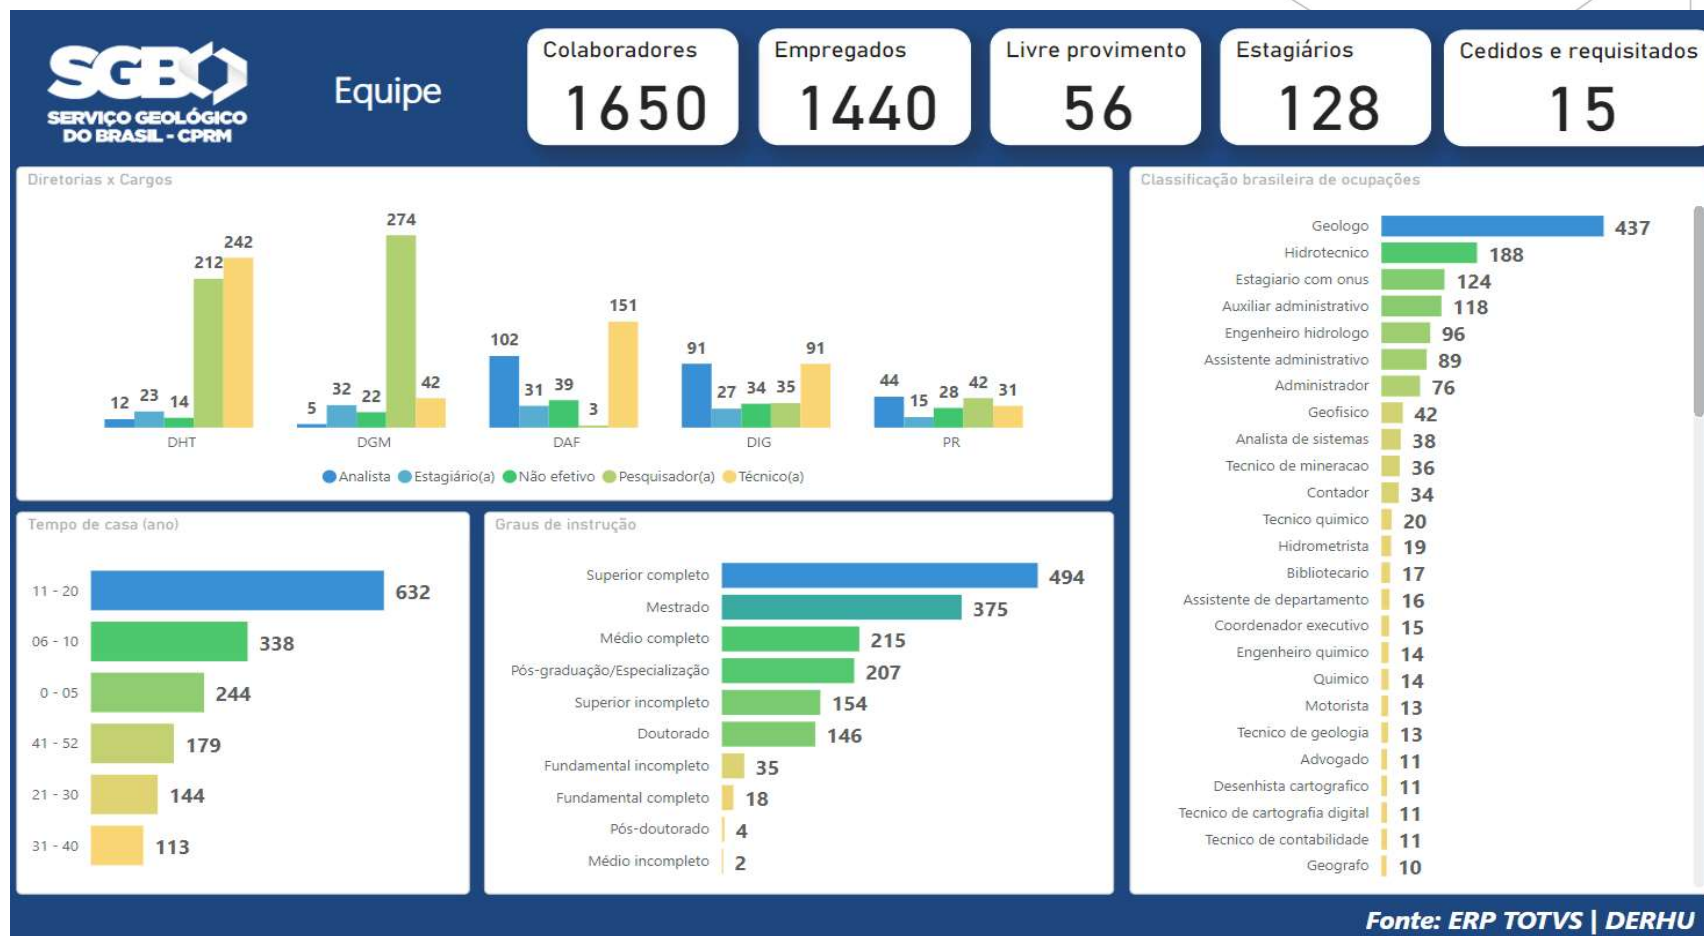 SGB
SERVIÇO GEOLÓGICO
DO BRASIL - CPRM
Equipe
Colaboradores
1650
Empregados
1440
Livre provimento
56
Estagiários
128
Cedidos e requisitados
15
Diretorias x Cargos
12 23 14 212 242
5 32 22 274 42
102 31 39 3 151
91 27 34 35 91
44 15 28 42 31
DHT DGM DAF DIG PR
Analista Estagiário(a) Não efetivo Pesquisador(a) Técnico(a)
Tempo de casa (ano)
11 - 20 632
06 - 10 338
0 - 05 244
41 - 52 179
21 - 30 144
31 - 40 113
Graus de instrução
Superior completo 494
Mestrado 375
Médio completo 215
Pós-graduação/Especialização 207
Superior incompleto 154
Doutorado 146
Fundamental incompleto 35
Fundamental completo 18
Pós-doutorado 4
Médio incompleto 2
Classificação brasileira de ocupações
Geologo 437
Hidrotecnico 188
Estagiario com onus 124
Auxiliar administrativo 118
Engenheiro hidrologo 96
Assistente administrativo 89
Administrador 76
Geofisico 42
Analista de sistemas 38
Tecnico de mineracao 36
Contador 34
Tecnico quimico 20
Hidrometrista 19
Bibliotecario 17
Assistente de departamento 16
Coordenador executivo 15
Engenheiro quimico 14
Quimico 14
Motorista 13
Tecnico de geologia 13
Advogado 11
Desenhista cartografico 11
Tecnico de cartografia digital 11
Tecnico de contabilidade 11
Geografo 10
Fonte: ERP TOTVS | DERHU